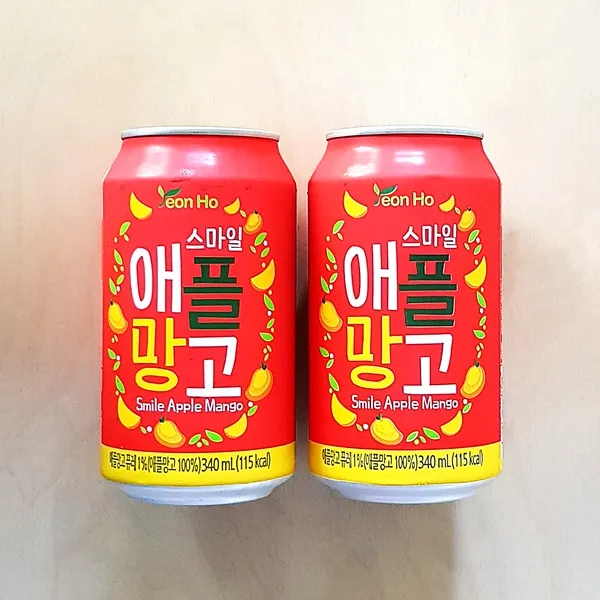 Yeon Ho
스마일
애플
망고
Smile Apple Mango
애플망고 퓨레 1% (애플망고 100%) 340 mL (115 kcal)
Yeon Ho
스마일
애플
망고
Smile Apple Mango
애플망고 퓨레 1% (애플망고 100%) 340 mL (115 kcal)